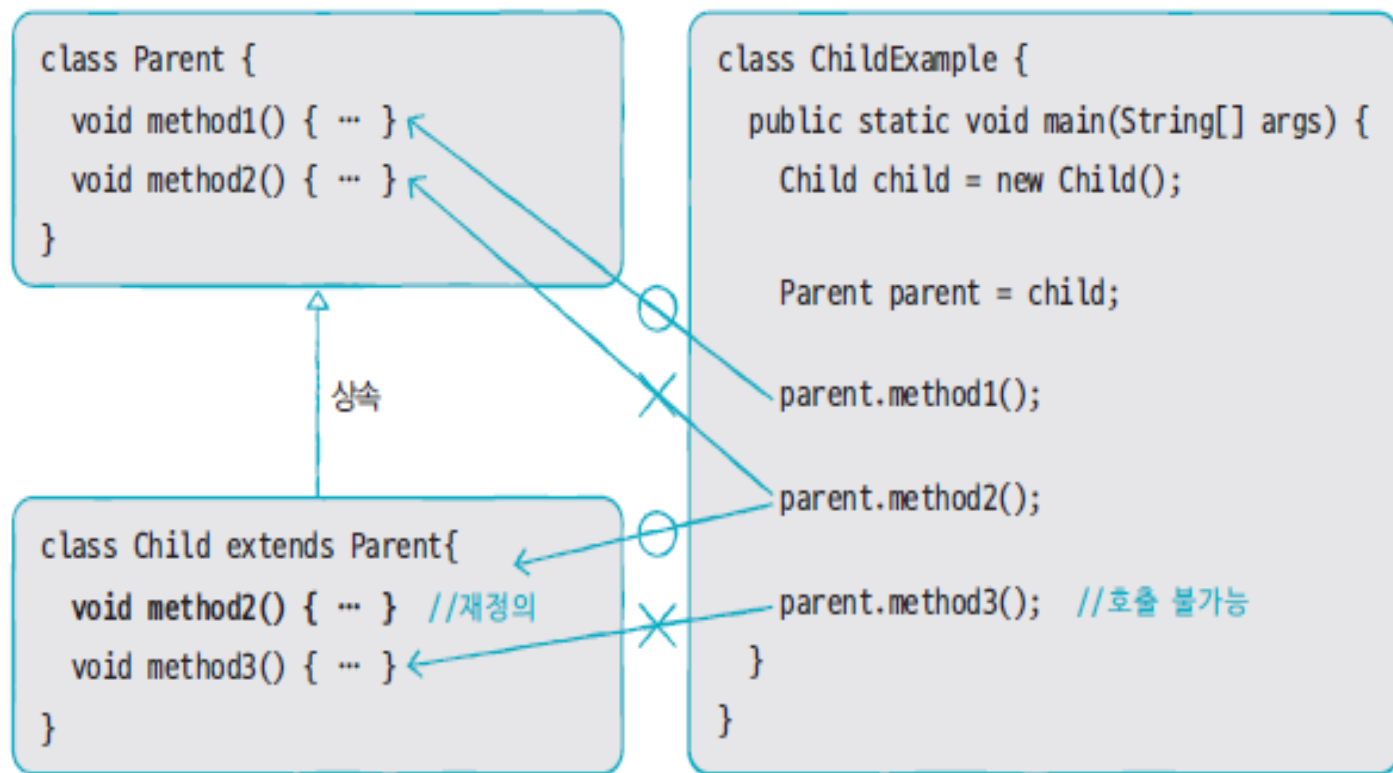 class Parent {
void method1() { … }
void method2() { … }
}
상속
class Child extends Parent{
void method2() { … } //재정의
void method3() { … }
}
class ChildExample {
public static void main(String[] args) {
Child child = new Child();
Parent parent = child;
parent.method1();
parent.method2();
parent.method3(); //호출 불가능
}
}